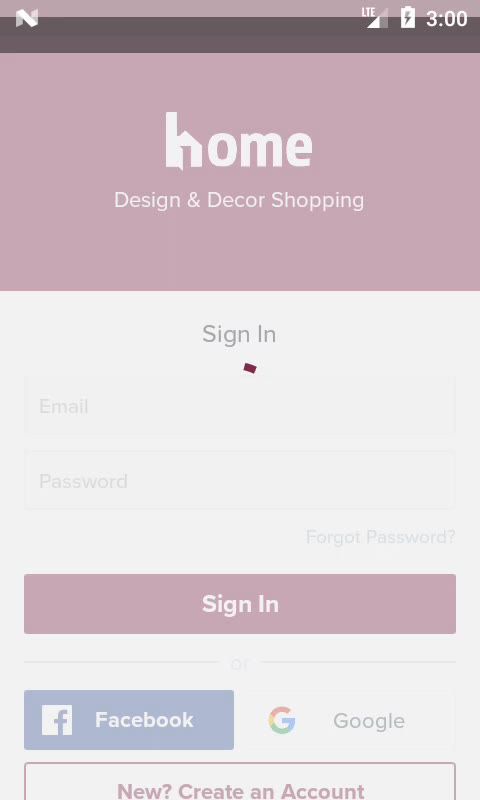 LTE 3:00
home
Design & Decor Shopping
Sign In
Email
Password
Forgot Password?
Sign In
or
Facebook Google
New? Create an Account